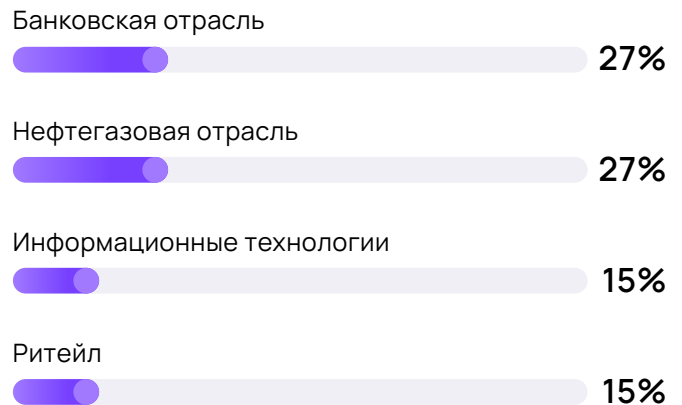 Банковская отрасль
27%
Нефтегазовая отрасль
27%
Информационные технологии
15%
Ритейл
15%